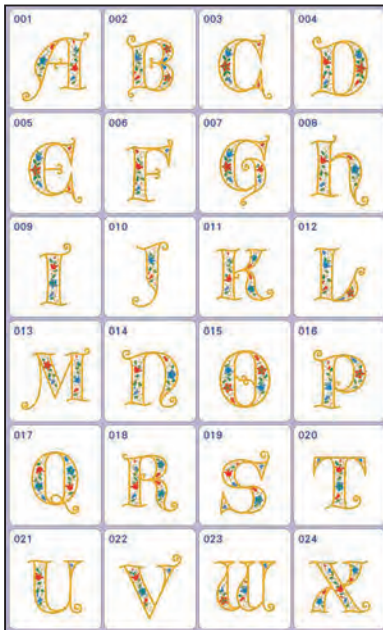 001 002 003 004
A B C D
005 006 007 008
E F G h
009 010 011 012
I J K L
013 014 015 016
M n O P
017 018 019 020
Q R S T
021 022 023 024
U V W X